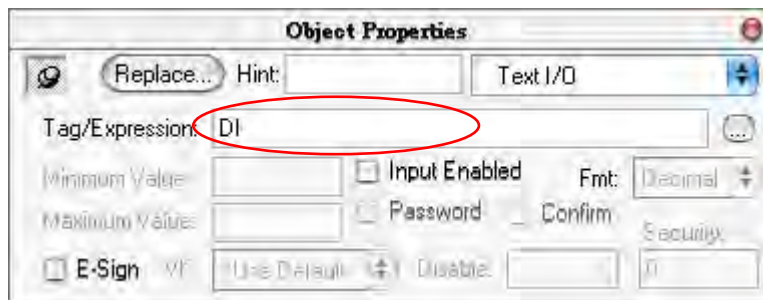 Object Properties
Replace... Hint: Text I/O
Tag/Expression: DI ...
Minimum Value: Input Enabled Fmt: Decimal
Maximum Value: Password Confirm Security:
E-Sign VR *Use Default Disable: 0